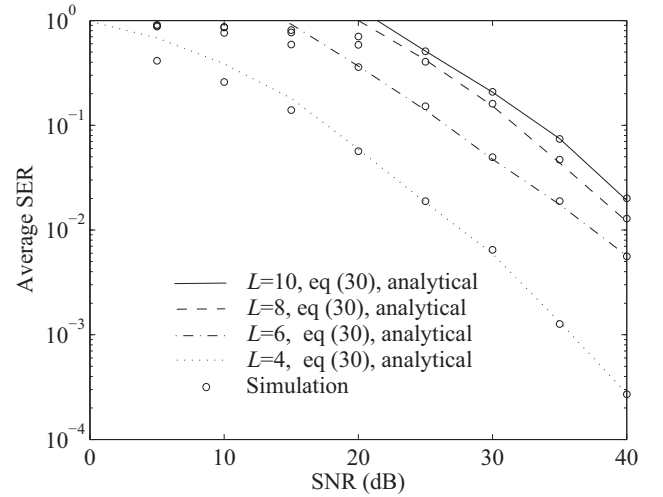 10^0
10^-1
10^-2
10^-3
10^-4
Average SER
L=10, eq (30), analytical
L=8, eq (30), analytical
L=6, eq (30), analytical
L=4, eq (30), analytical
Simulation
0 10 20 30 40
SNR (dB)